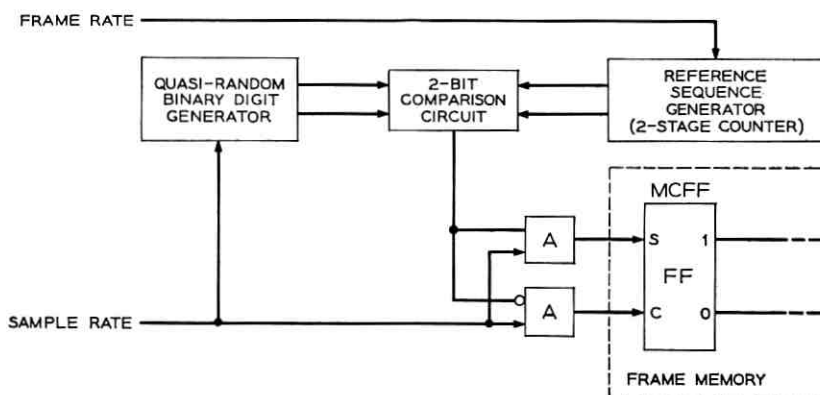 FRAME RATE
QUASI-RANDOM
BINARY DIGIT
GENERATOR
2-BIT
COMPARISON
CIRCUIT
REFERENCE
SEQUENCE
GENERATOR
(2-STAGE COUNTER)
MCFF
A
S 1
FF
A
C 0
SAMPLE RATE
FRAME MEMORY